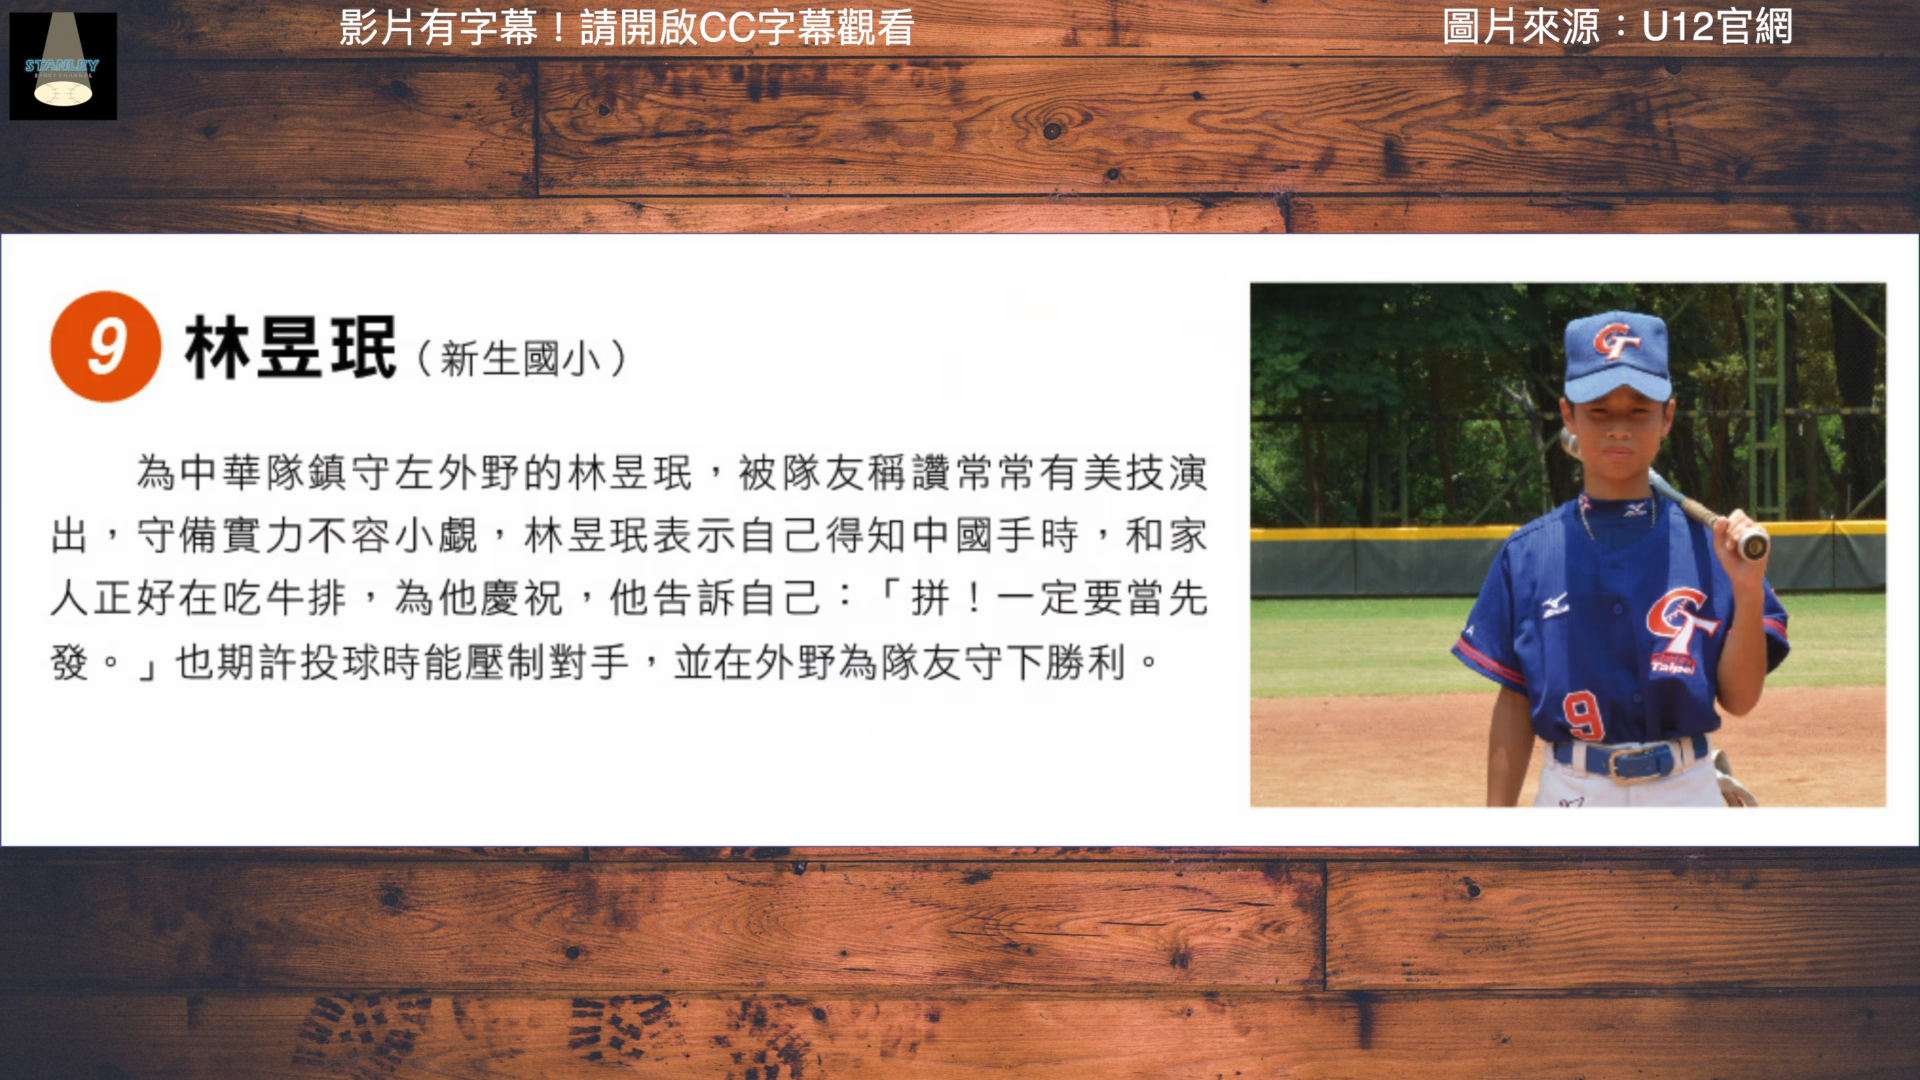 影片有字幕！請開啟CC字幕觀看
圖片來源：U12官網
STANLEY
9 林昱珉（新生國小）
為中華隊鎮守左外野的林昱珉，被隊友稱讚常常有美技演
出，守備實力不容小覷，林昱珉表示自己得知中國手時，和家
人正好在吃牛排，為他慶祝，他告訴自己：「拼！一定要當先
發。」也期許投球時能壓制對手，並在外野為隊友守下勝利。
CT
CT
Taipei
9